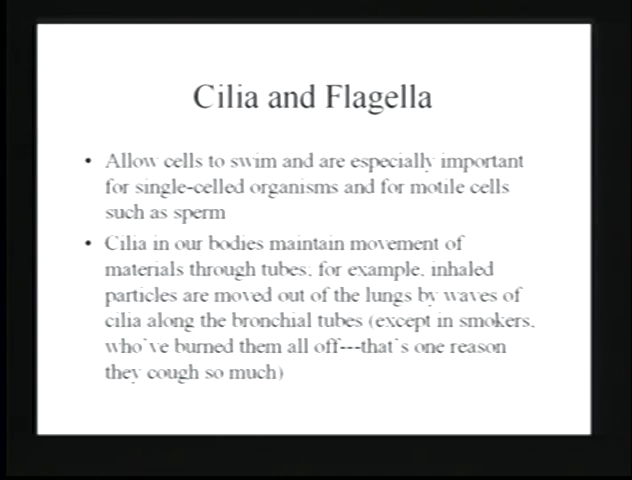 Cilia and Flagella
• Allow cells to swim and are especially important
for single-celled organisms and for motile cells
such as sperm
• Cilia in our bodies maintain movement of
materials through tubes; for example, inhaled
particles are moved out of the lungs by waves of
cilia along the bronchial tubes (except in smokers,
who've burned them all off---that's one reason
they cough so much)